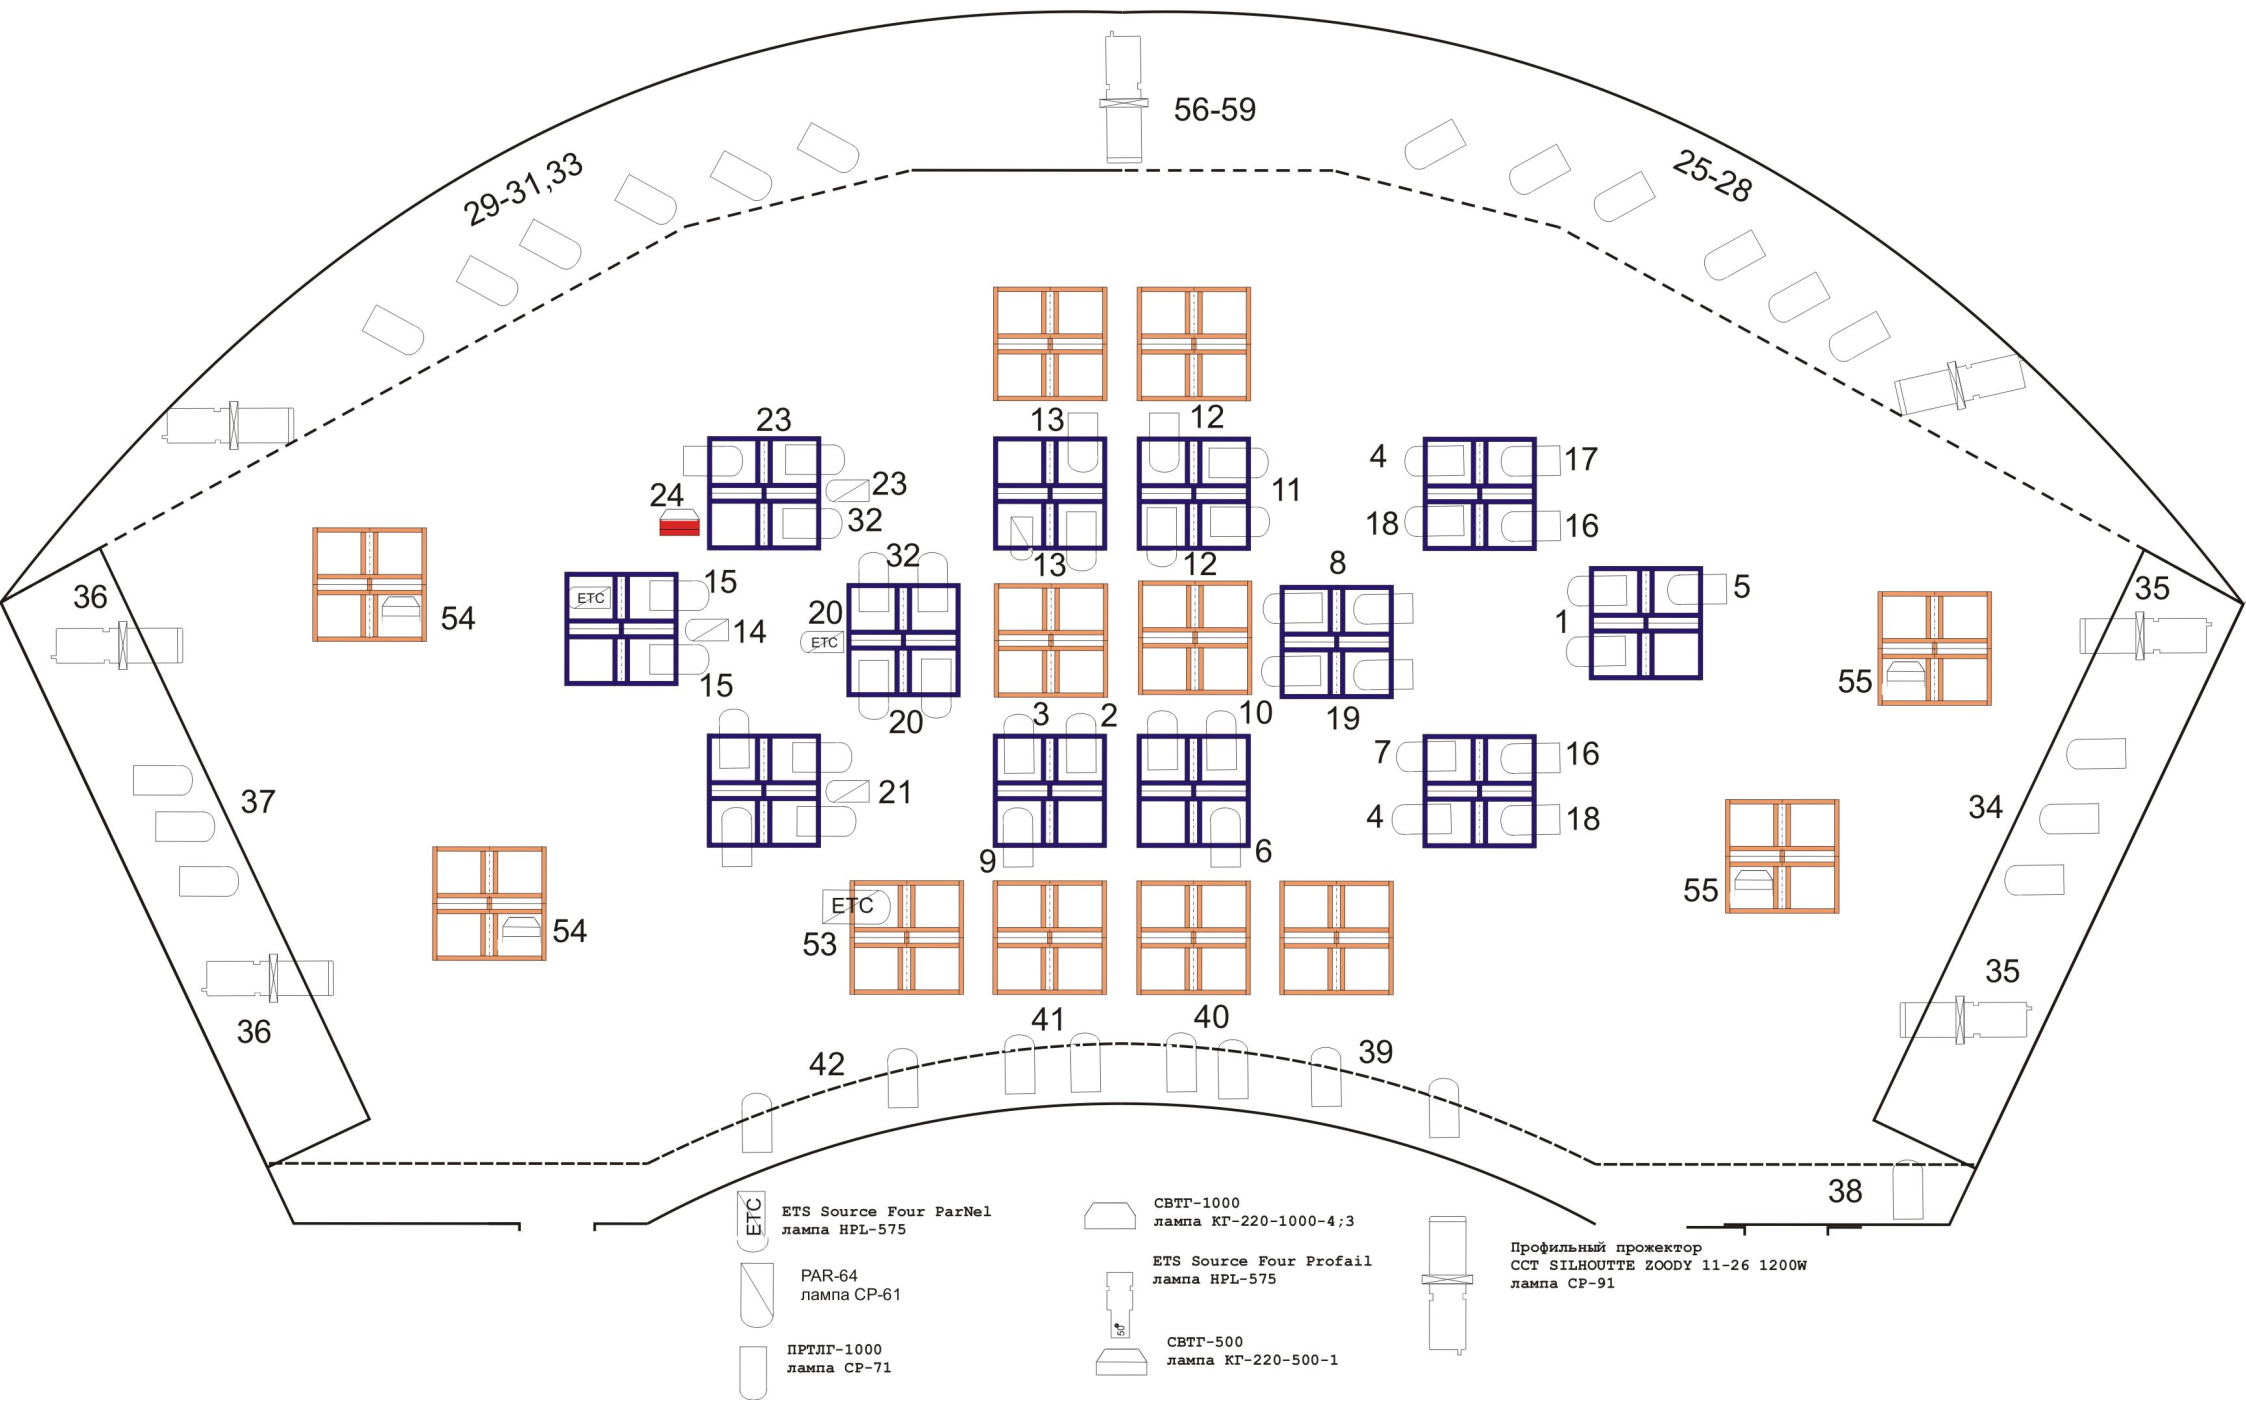 56-59
29-31,33
25-28
13
12
23
4
17
23
11
24
32
18
16
13
12
32
8
36
ETC
15
5
35
54
20
1
14
ETC
15
20
3
2
10
19
55
7
16
37
21
34
4
18
9
6
55
ETC
54
53
35
36
41
40
42
39
38
ETC
ETS Source Four ParNel
лампа HPL-575
PAR-64
лампа CP-61
ПРТЛГ-1000
лампа CP-71
СВТГ-1000
лампа КГ-220-1000-4;3
ETS Source Four Profail
лампа HPL-575
50°
СВТГ-500
лампа КГ-220-500-1
Профильный прожектор
CCT SILHOUTTE ZOODY 11-26 1200W
лампа CP-91